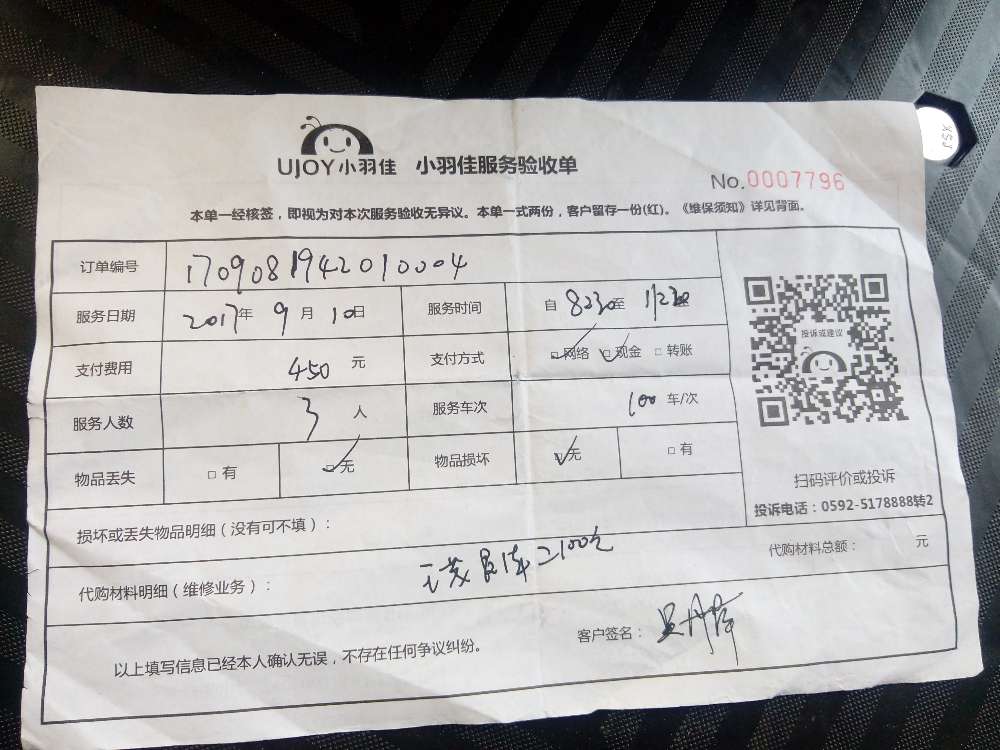 UJOY小羽佳 小羽佳服务验收单
No.0007796
本单一经核签，即视为对本次服务验收无异议。本单一式两份，客户留存一份(红)。《维保须知》详见背面。
订单编号 1709081942010004
服务日期 2017年 9月 10日 服务时间 自 8230至
支付费用 450 元 支付方式 □网络 □现金 □转账
服务人数 3 人 服务车次 100 车/次
物品丢失 □有 □无 物品损坏 □无 □有
投诉或建议
扫码评价或投诉
投诉电话：0592-5178888转2
损坏或丢失物品明细（没有可不填）：
代购材料明细（维修业务）： 100元 代购材料总额： 元
以上填写信息已经本人确认无误，不存在任何争议纠纷。 客户签名：
XSJ